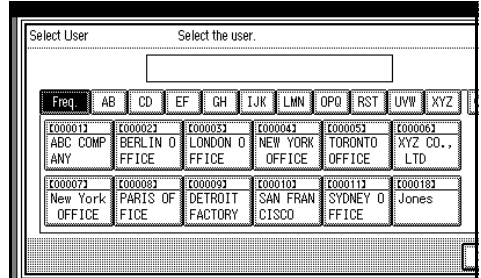 Select User Select the user.
Freq. AB CD EF GH IJK LMN OPQ RST UVW XYZ
[00001] [00002] [00003] [00004] [00005] [00006]
ABC COMP BERLIN O LONDON O NEW YORK TORONTO XYZ CO.,
ANY FFICE FFICE OFFICE OFFICE LTD
[00007] [00008] [00009] [00010] [00011] [00018]
New York PARIS OF DETROIT SAN FRAN SYDNEY O Jones
OFFICE FICE FACTORY CISCO FFICE